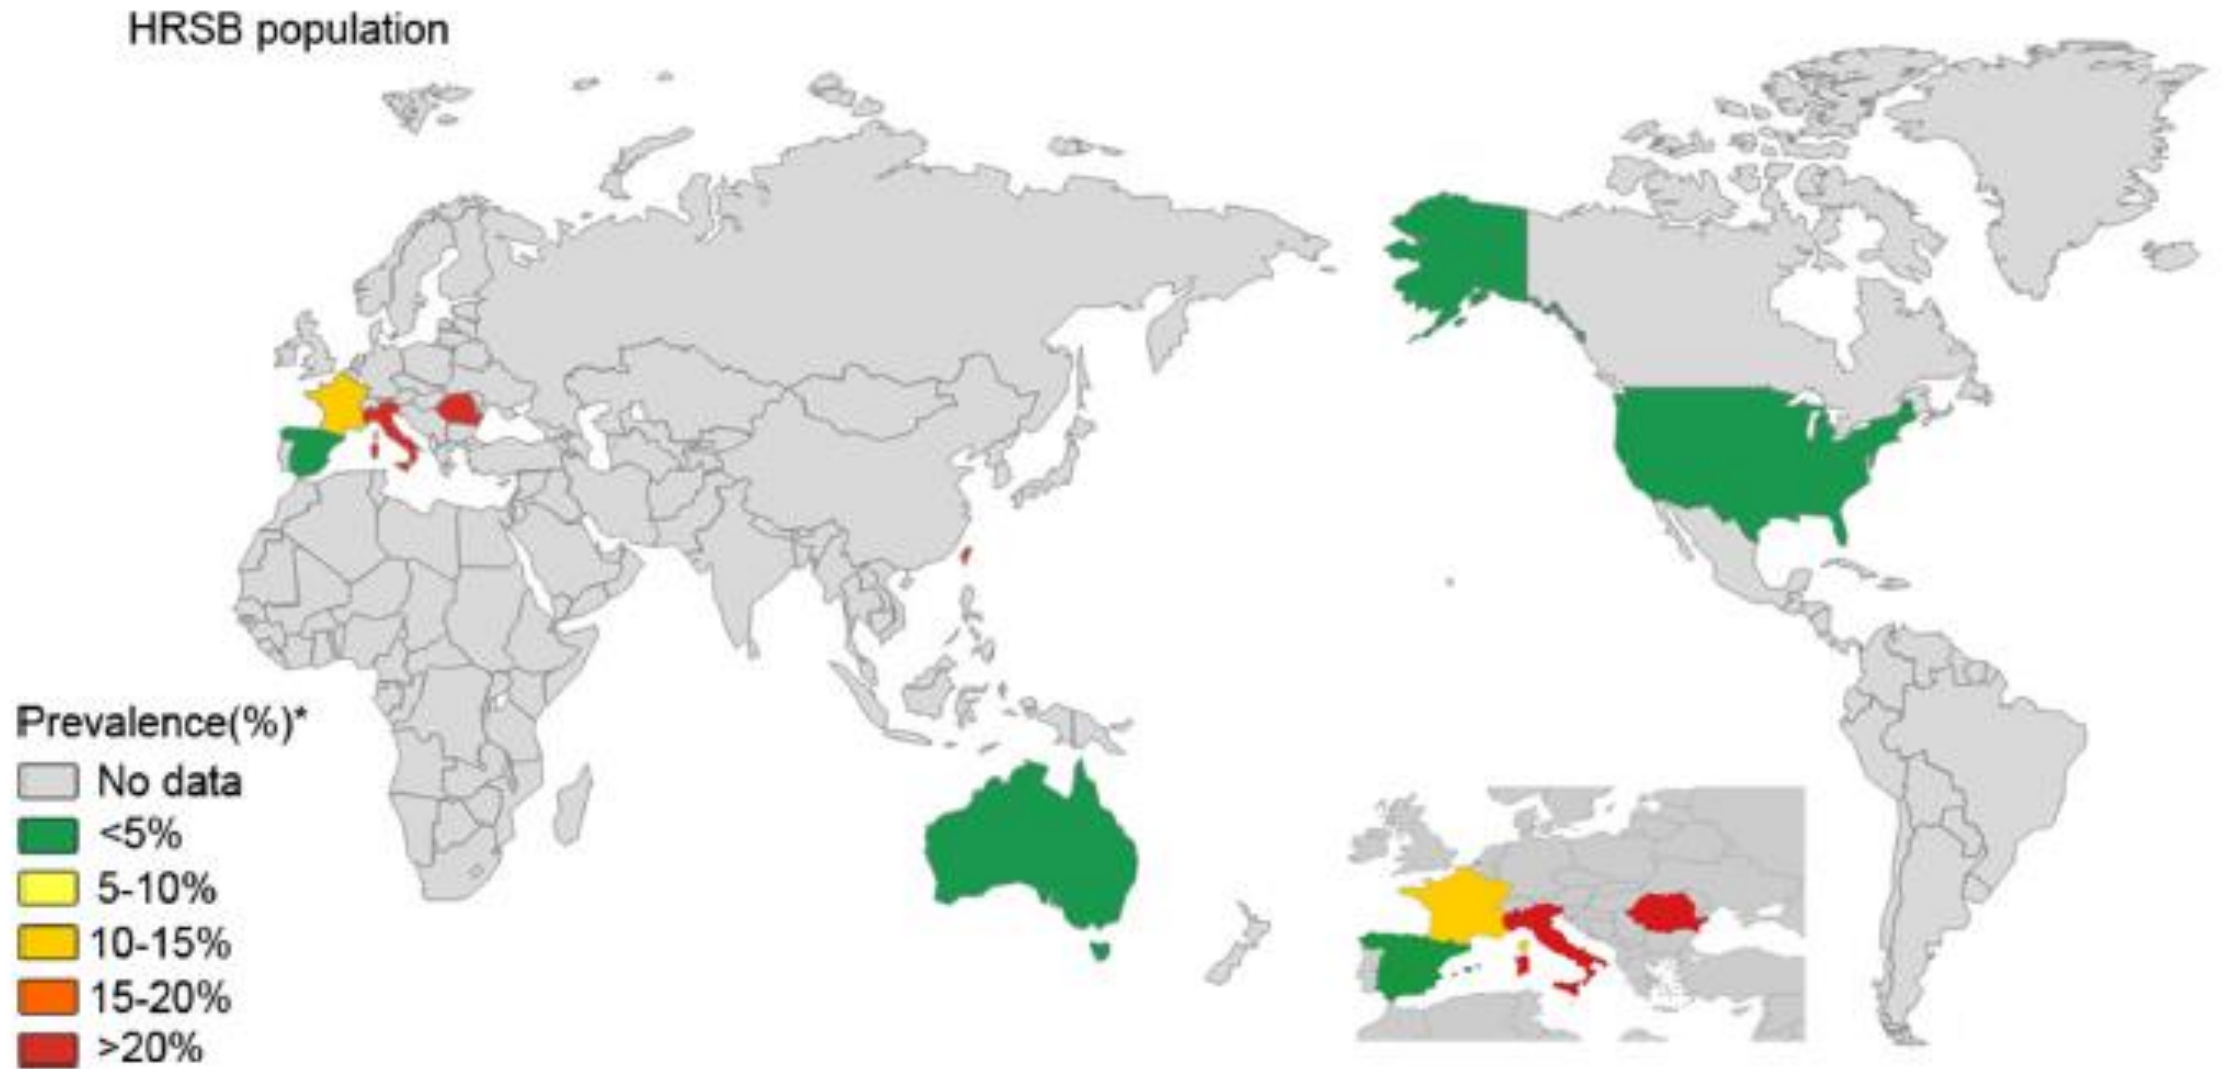 HRSB population
Prevalence(%)*
No data
<5%
5-10%
10-15%
15-20%
>20%